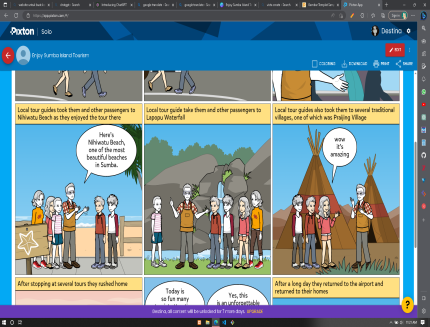 Pixton | Solo
Destina
Enjoy Sumba Island Tourism
EDIT
COLORING DOWNLOAD PRINT SHARE
Local tour guides took them and other passengers to
Nihiwatu Beach as they enjoyed the tour there
Local tour guide take them and other passengers to
Lapopu Waterfall
Local tour guides also took them to several traditional
villages, one of which was Praijing Village
Here's
Nihiwatu Beach,
one of the most
beautiful beaches
in Sumba.
wow
it's
amazing
After stopping at several tours they rushed home
Today is
so fun many
Yes, this
is an unforgettable
After a long day they returned to the airport and
returned to their homes
Destina, all content will be unlocked for 7 more days. UPGRADE